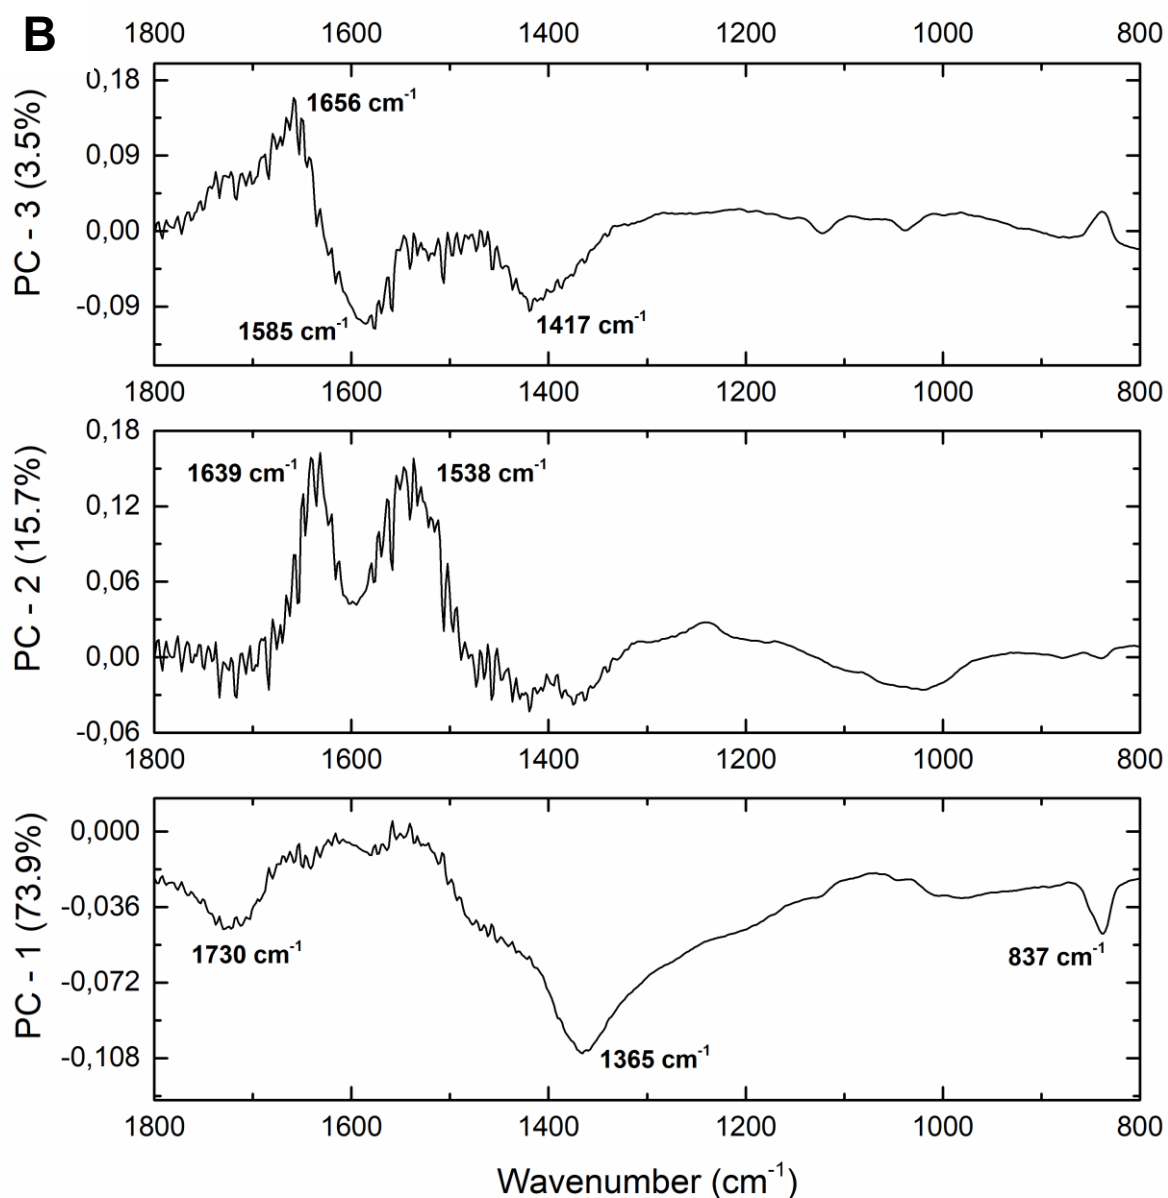 B
1800 1600 1400 1200 1000 800
PC - 3 (3.5%)
0,18
0,09
0,00
-0,09
1656 cm-1
1585 cm-1
1417 cm-1
1800 1600 1400 1200 1000 800
PC - 2 (15.7%)
0,18
0,12
0,06
0,00
-0,06
1639 cm-1
1538 cm-1
1800 1600 1400 1200 1000 800
PC - 1 (73.9%)
0,000
-0,036
-0,072
-0,108
1730 cm-1
837 cm-1
1365 cm-1
1800 1600 1400 1200 1000 800
Wavenumber (cm-1)